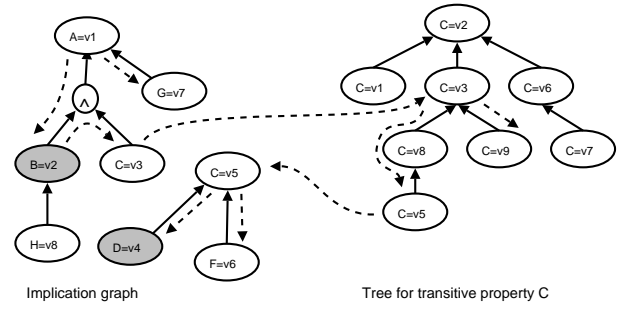 A=v1
C=v2
G=v7
C=v1
C=v3
C=v6
^
B=v2
C=v3
C=v5
C=v8
C=v9
C=v7
C=v5
H=v8
D=v4
F=v6
Implication graph
Tree for transitive property C